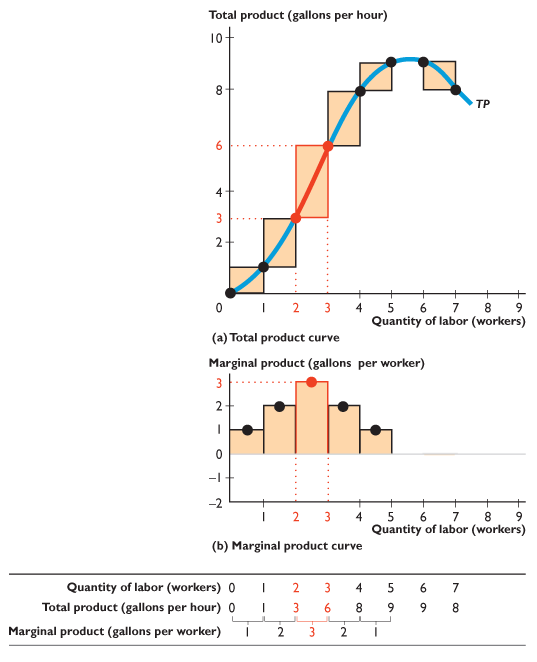 Total product (gallons per hour)
10
8
6
4
3
2
0 1 2 3 4 5 6 7 8 9
TP
Quantity of labor (workers)
(a) Total product curve
Marginal product (gallons per worker)
3
2
1
0
–1
–2
1 2 3 4 5 6 7 8 9
Quantity of labor (workers)
(b) Marginal product curve
Quantity of labor (workers) 0 1 2 3 4 5 6 7
Total product (gallons per hour) 0 1 3 6 8 9 9 8
Marginal product (gallons per worker) 1 2 3 2 1